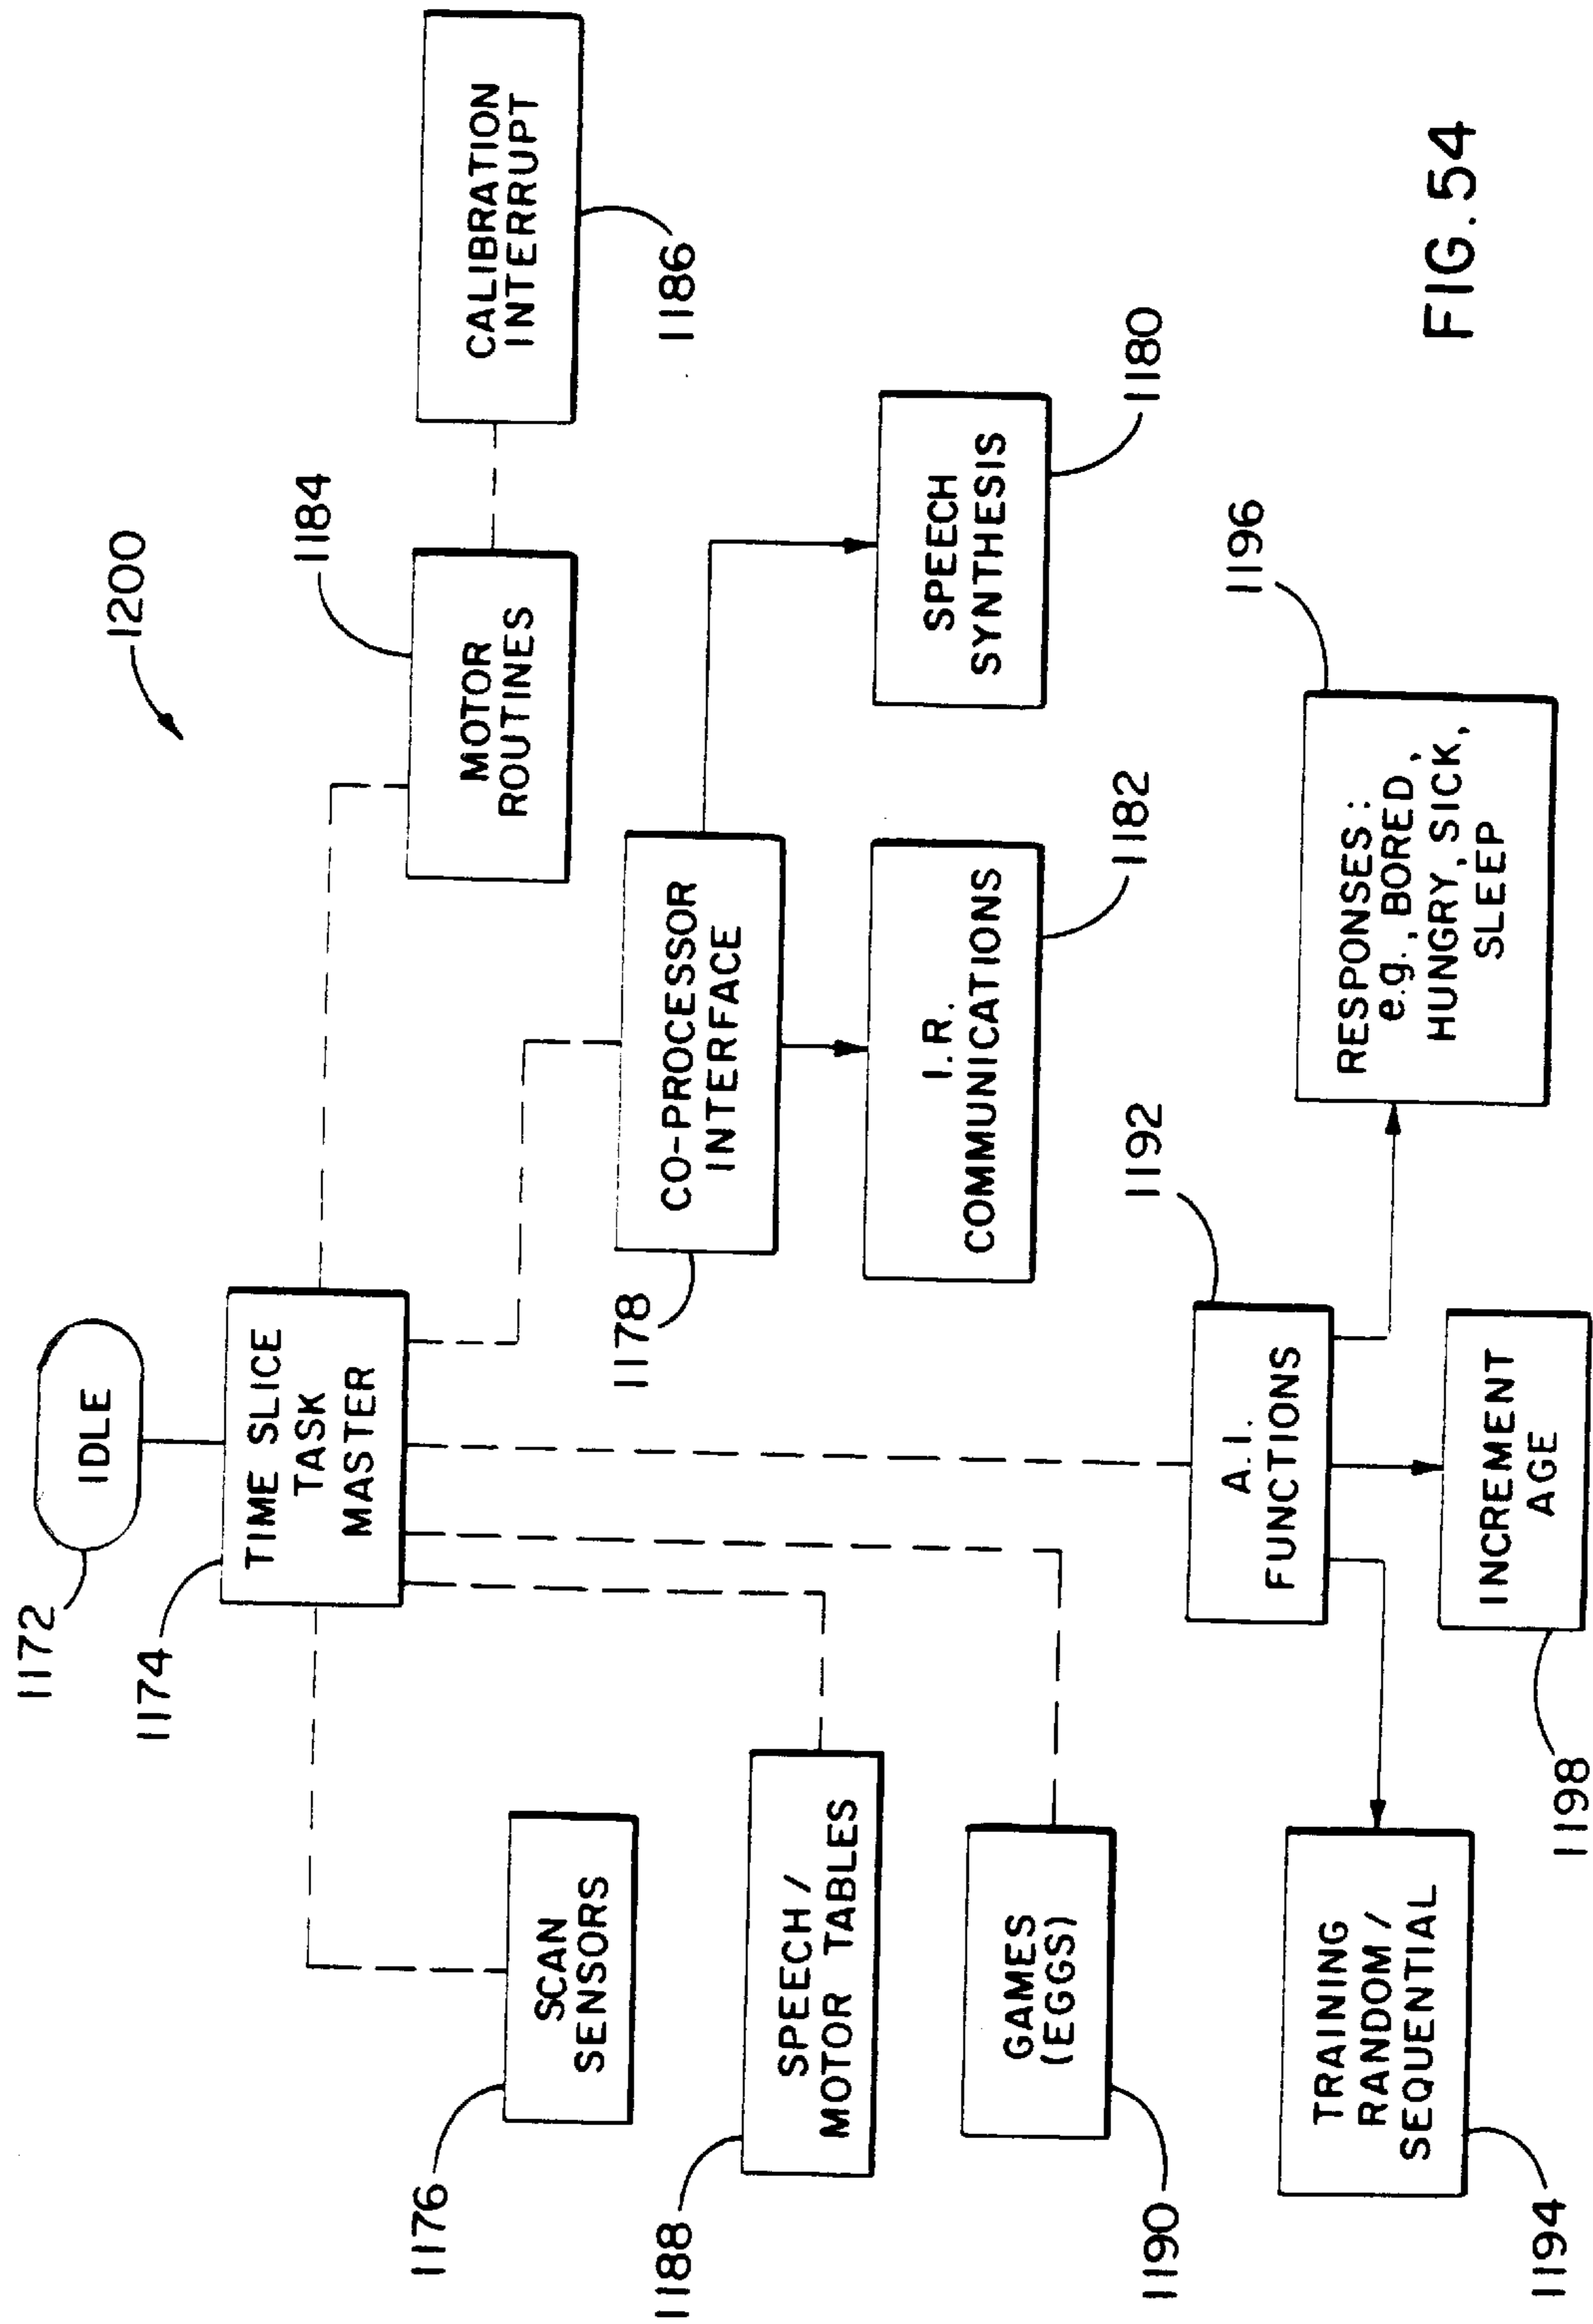 1200
1172
IDLE
1174
TIME SLICE
TASK
MASTER
1184
MOTOR
ROUTINES
CALIBRATION
INTERRUPT
1186
1176
SCAN
SENSORS
1178
CO-PROCESSOR
INTERFACE
1188
SPEECH /
MOTOR TABLES
I.R.
COMMUNICATIONS
1182
SPEECH
SYNTHESIS
1180
1190
GAMES
(EGGS)
1192
A.I.
FUNCTIONS
1194
TRAINING
RANDOM /
SEQUENTIAL
1198
INCREMENT
AGE
RESPONSES :
e.g., BORED,
HUNGRY, SICK,
SLEEP
1196
FIG. 54